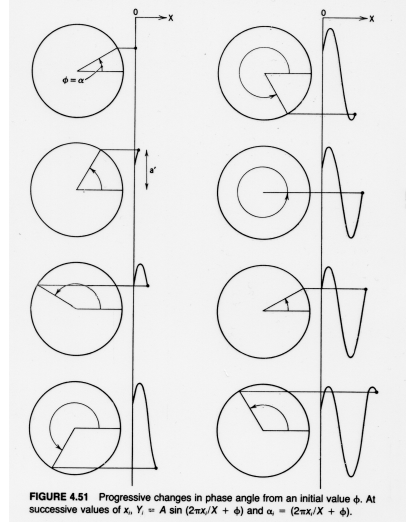 0 X
0 X
ϕ = α
a′
FIGURE 4.51 Progressive changes in phase angle from an initial value ϕ. At
successive values of xᵢ, Yᵢ = A sin (2πxᵢ/X + ϕ) and αᵢ = (2πxᵢ/X + ϕ).